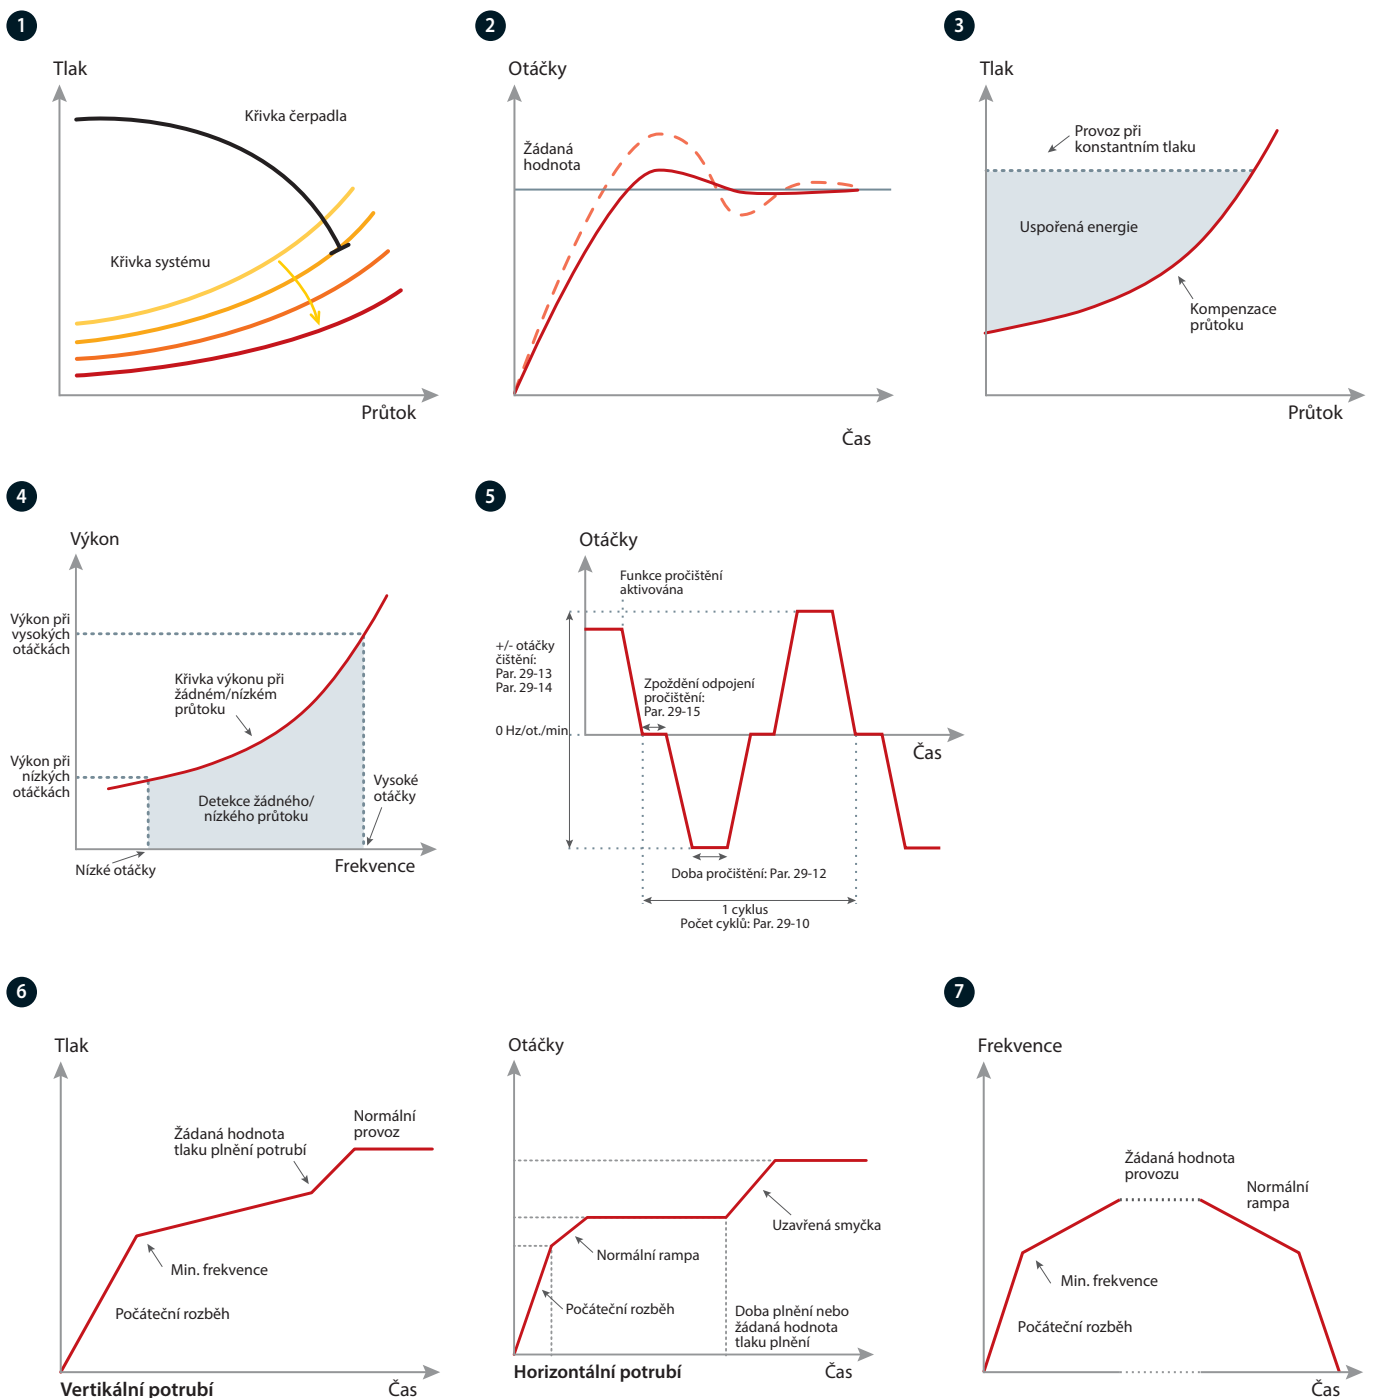 1
Tlak
Křivka čerpadla
Křivka systému
Průtok
2
Otáčky
Žádaná
hodnota
Čas
3
Tlak
Provoz při
konstantním tlaku
Uspořená energie
Kompenzace
průtoku
Průtok
4
Výkon
Výkon při
vysokých
otáčkách
Křivka výkonu při
žádném/nízkém
průtoku
Výkon při
nízkých
otáčkách
Detekce žádného/
nízkého průtoku
Vysoké
otáčky
Nízké otáčky
Frekvence
5
Otáčky
Funkce pročištění
aktivována
+/- otáčky
čištění:
Par. 29-13
Par. 29-14
Zpoždění odpojení
pročištění:
Par. 29-15
0 Hz/ot./min
Čas
Doba pročištění: Par. 29-12
1 cyklus
Počet cyklů: Par. 29-10
6
Tlak
Normální
provoz
Žádaná hodnota
tlaku plnění potrubí
Min. frekvence
Počáteční rozběh
Vertikální potrubí
Čas
Otáčky
Uzavřená smyčka
Normální rampa
Počáteční rozběh
Doba plnění nebo
žádaná hodnota
tlaku plnění
Horizontální potrubí
Čas
7
Frekvence
Žádaná hodnota
provozu
Normální
rampa
Min. frekvence
Počáteční rozběh
Čas